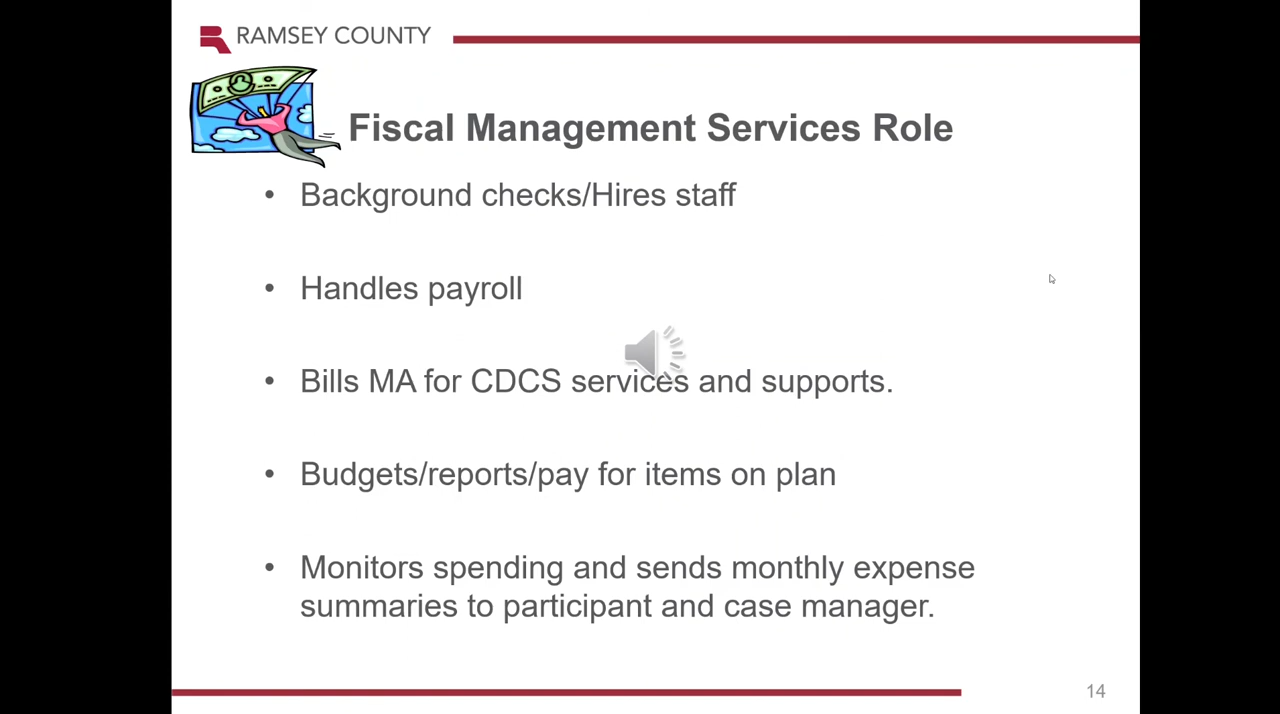 RAMSEY COUNTY
Fiscal Management Services Role
• Background checks/Hires staff
• Handles payroll
• Bills MA for CDCS services and supports.
• Budgets/reports/pay for items on plan
• Monitors spending and sends monthly expense
summaries to participant and case manager.
14